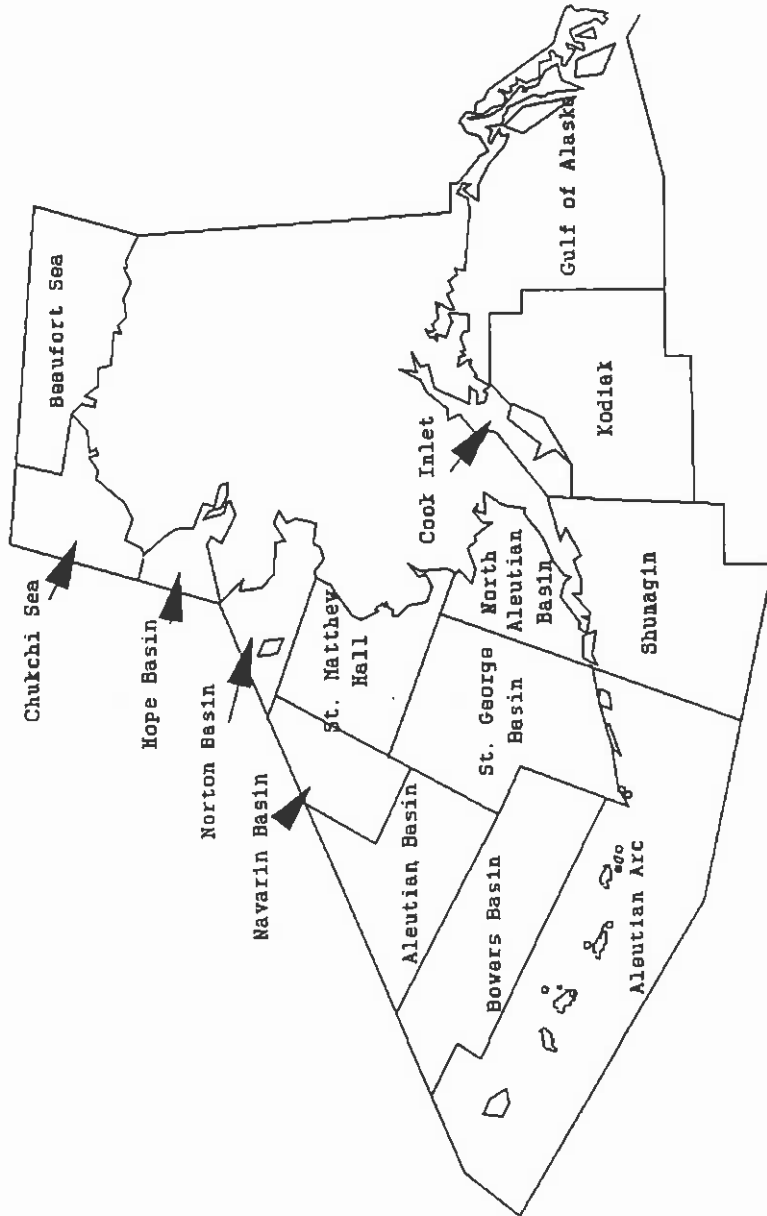 Beaufort Sea
Chukchi Sea
Hope Basin
Norton Basin
Navarin Basin
St. Matthew
Hall
Aleutian Basin
Bowers Basin
St. George
Basin
North
Aleutian
Basin
Cook Inlet
Gulf of Alaska
Kodiak
Shumagin
Aleutian Arc